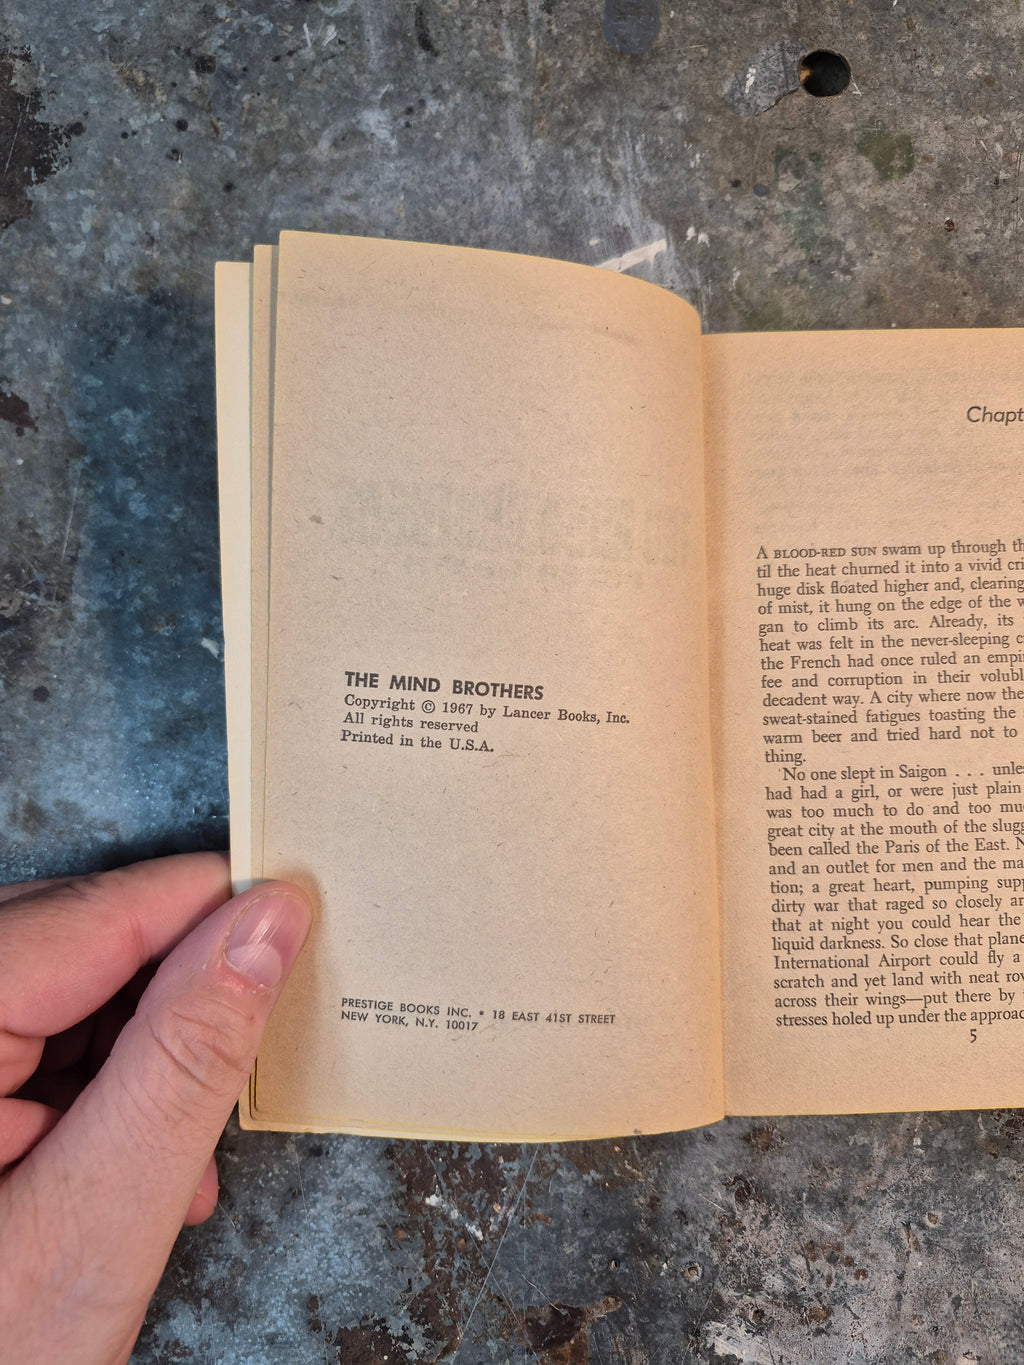 THE MIND BROTHERS
Copyright © 1967 by Lancer Books, Inc.
All rights reserved
Printed in the U.S.A.
PRESTIGE BOOKS INC. • 18 EAST 41ST STREET
NEW YORK, N.Y. 10017
Chapt
A BLOOD-RED SUN swam up through th
til the heat churned it into a vivid cri
huge disk floated higher and, clearing
of mist, it hung on the edge of the w
gan to climb its arc. Already, its
heat was felt in the never-sleeping c
the French had once ruled an empi
fee and corruption in their volubl
decadent way. A city where now the
sweat-stained fatigues toasting the
warm beer and tried hard not to
thing.
No one slept in Saigon . . . unles
had had a girl, or were just plain
was too much to do and too mu
great city at the mouth of the slugg
been called the Paris of the East. N
and an outlet for men and the ma
tion; a great heart, pumping supp
dirty war that raged so closely ar
that at night you could hear the
liquid darkness. So close that plane
International Airport could fly a
scratch and yet land with neat rov
across their wings—put there by
stresses holed up under the approac
5